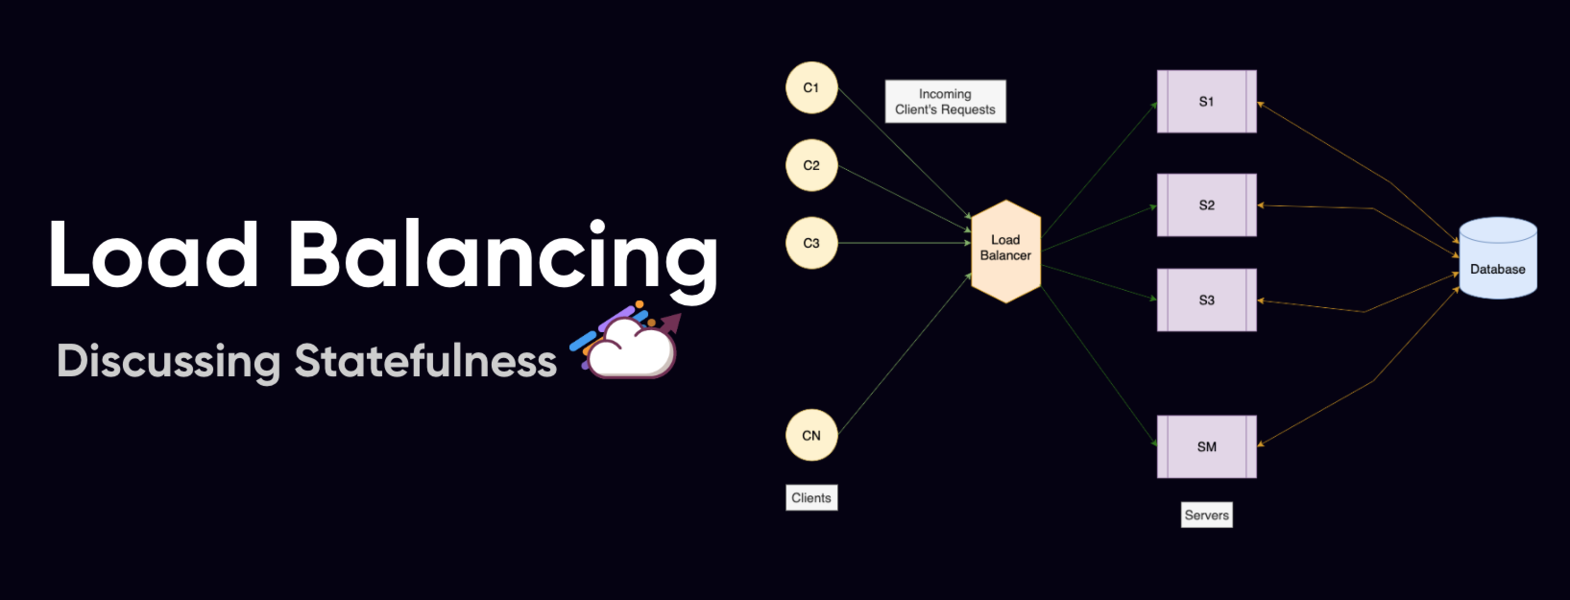 Load Balancing
Discussing Statefulness
C1
C2
C3
CN
Clients
Incoming
Client's Requests
Load
Balancer
S1
S2
S3
SM
Servers
Database